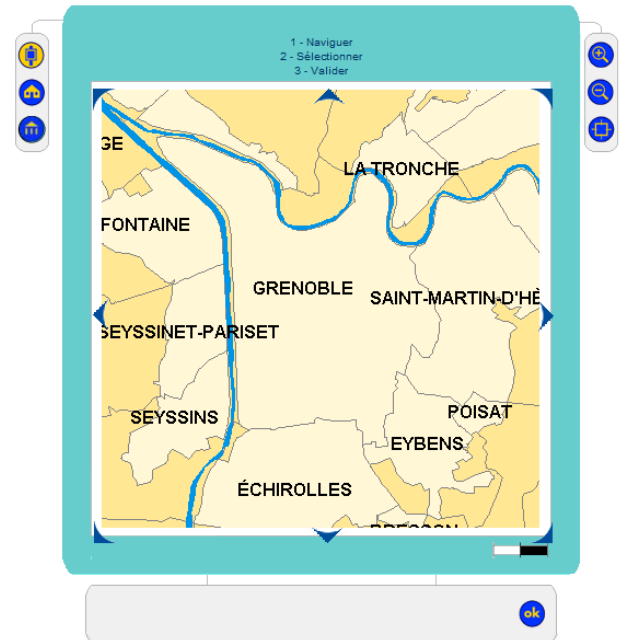 1 - Naviguer
2 - Sélectionner
3 - Valider
GE
LA TRONCHE
FONTAINE
GRENOBLE
SAINT-MARTIN-D'HÈ
SEYSSINET-PARISET
POISAT
SEYSSINS
EYBENS
ÉCHIROLLES
BRESSON
ok